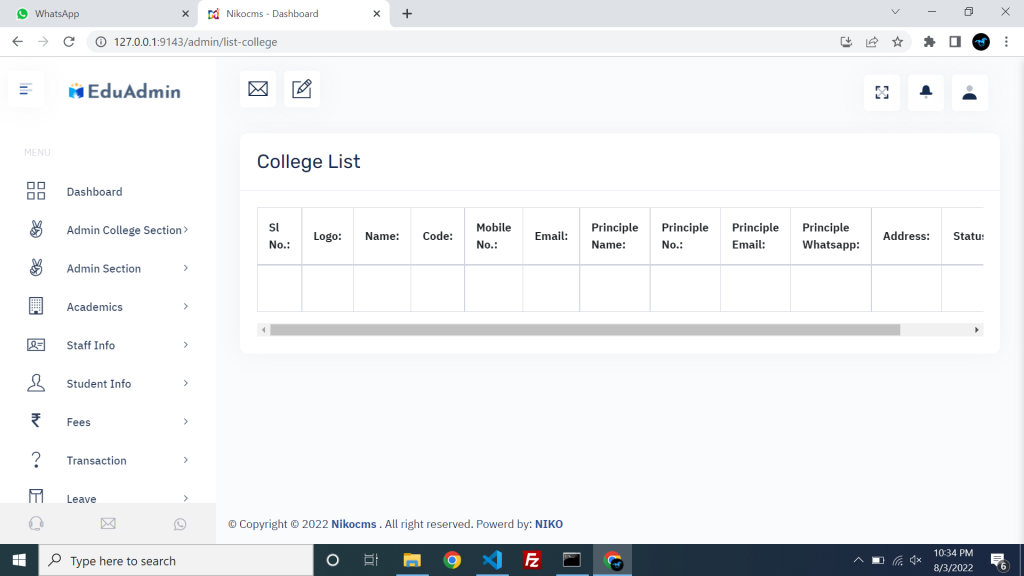 WhatsApp
Nikocms - Dashboard
127.0.0.1:9143/admin/list-college
EduAdmin
MENU
Dashboard
Admin College Section
Admin Section
Academics
Staff Info
Student Info
Fees
Transaction
Leave
College List
Sl No.: Logo: Name: Code: Mobile No.: Email: Principle Name: Principle No.: Principle Email: Principle Whatsapp: Address: Status
© Copyright © 2022 Nikocms . All right reserved. Powerd by: NIKO
Type here to search
10:34 PM
8/3/2022
6